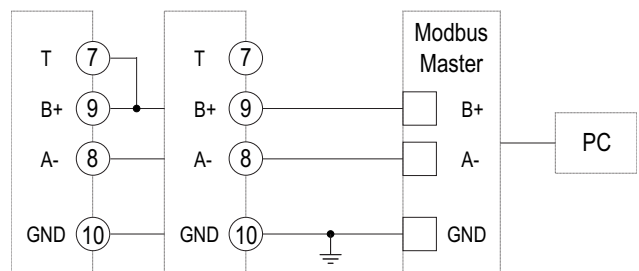 T 7 T 7 Modbus
Master
B+ 9 B+ 9 B+
A- 8 A- 8 A- PC
GND 10 GND 10 GND